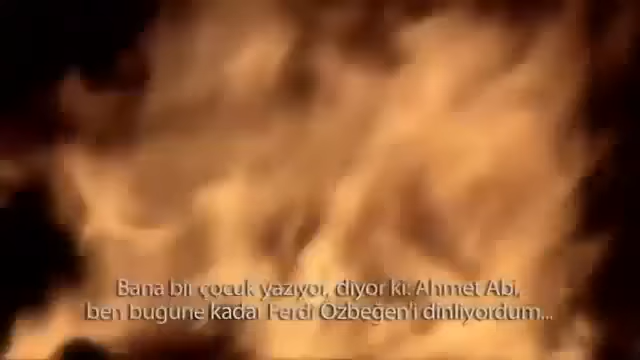 Bana bir çocuk yazıyor, diyor ki: Ahmet Abi,
ben bugüne kadar Ferdi Özbeğen'i dinliyordum...